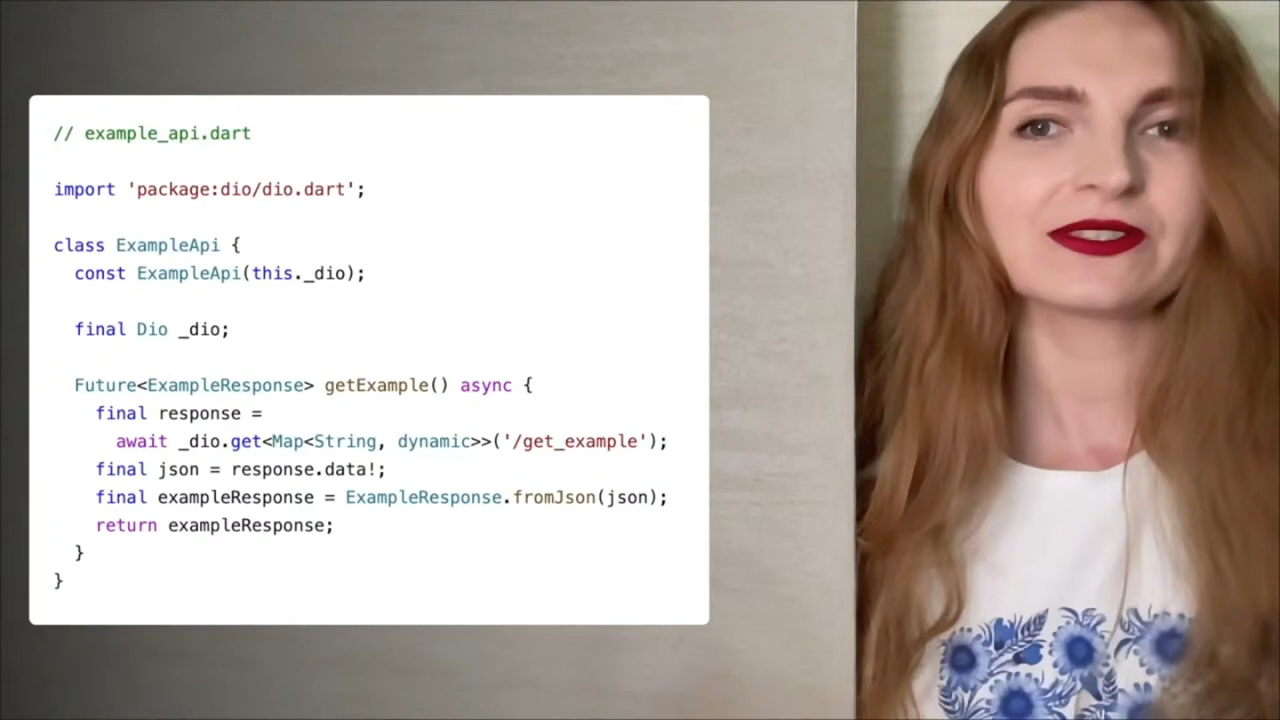 // example_api.dart
import 'package:dio/dio.dart';
class ExampleApi {
const ExampleApi(this._dio);
final Dio _dio;
Future<ExampleResponse> getExample() async {
final response =
await _dio.get<Map<String, dynamic>>('/get_example');
final json = response.data!;
final exampleResponse = ExampleResponse.fromJson(json);
return exampleResponse;
}
}